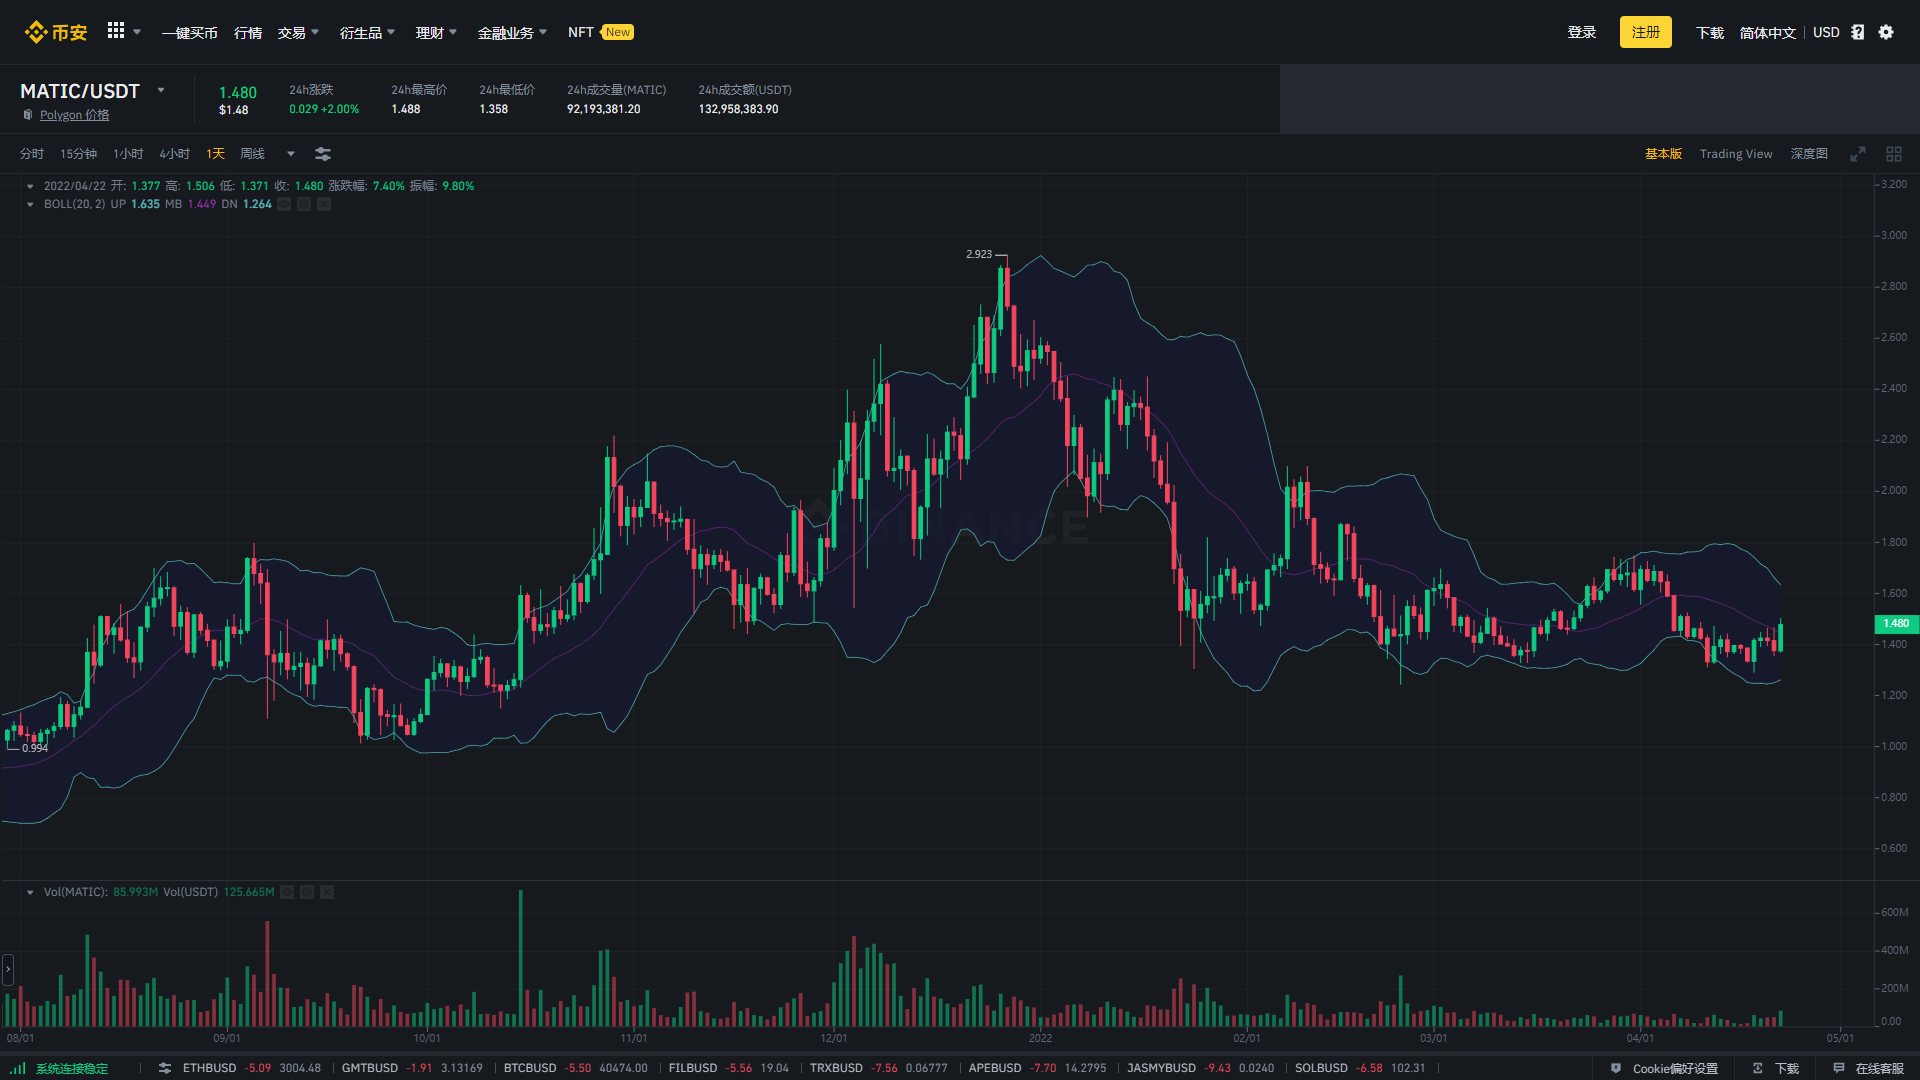 币安 一键买币 行情 交易 衍生品 理财 金融业务 NFT New 登录 注册 下载 简体中文 USD
MATIC/USDT 1.480 24h涨跌 24h最高价 24h最低价 24h成交量(MATIC) 24h成交额(USDT)
Polygon 价格 $1.48 0.029 +2.00% 1.488 1.358 92,193,381.20 132,958,383.90
分时 15分钟 1小时 4小时 1天 周线 基本版 Trading View 深度图
2022/04/22 开: 1.377 高: 1.506 低: 1.371 收: 1.480 涨跌幅: 7.40% 振幅: 9.80%
BOLL(20, 2) UP 1.635 MB 1.449 DN 1.264
3.200
3.000
2.923
2.800
2.600
2.400
2.200
2.000
BINANCE
1.800
1.600
1.480
1.400
1.200
1.000
0.994
0.800
0.600
Vol(MATIC): 85.993M Vol(USDT) 125.665M
600M
400M
200M
0.00
08/01 09/01 10/01 11/01 12/01 2022 02/01 03/01 04/01 05/01
系统连接稳定 ETHBUSD -5.09 3004.48 GMTBUSD -1.91 3.13169 BTCBUSD -5.50 40474.00 FILBUSD -5.56 19.04 TRXBUSD -7.56 0.06777 APEBUSD -7.70 14.2795 JASMYBUSD -9.43 0.0240 SOLBUSD -6.58 102.31 Cookie偏好设置 下载 在线客服